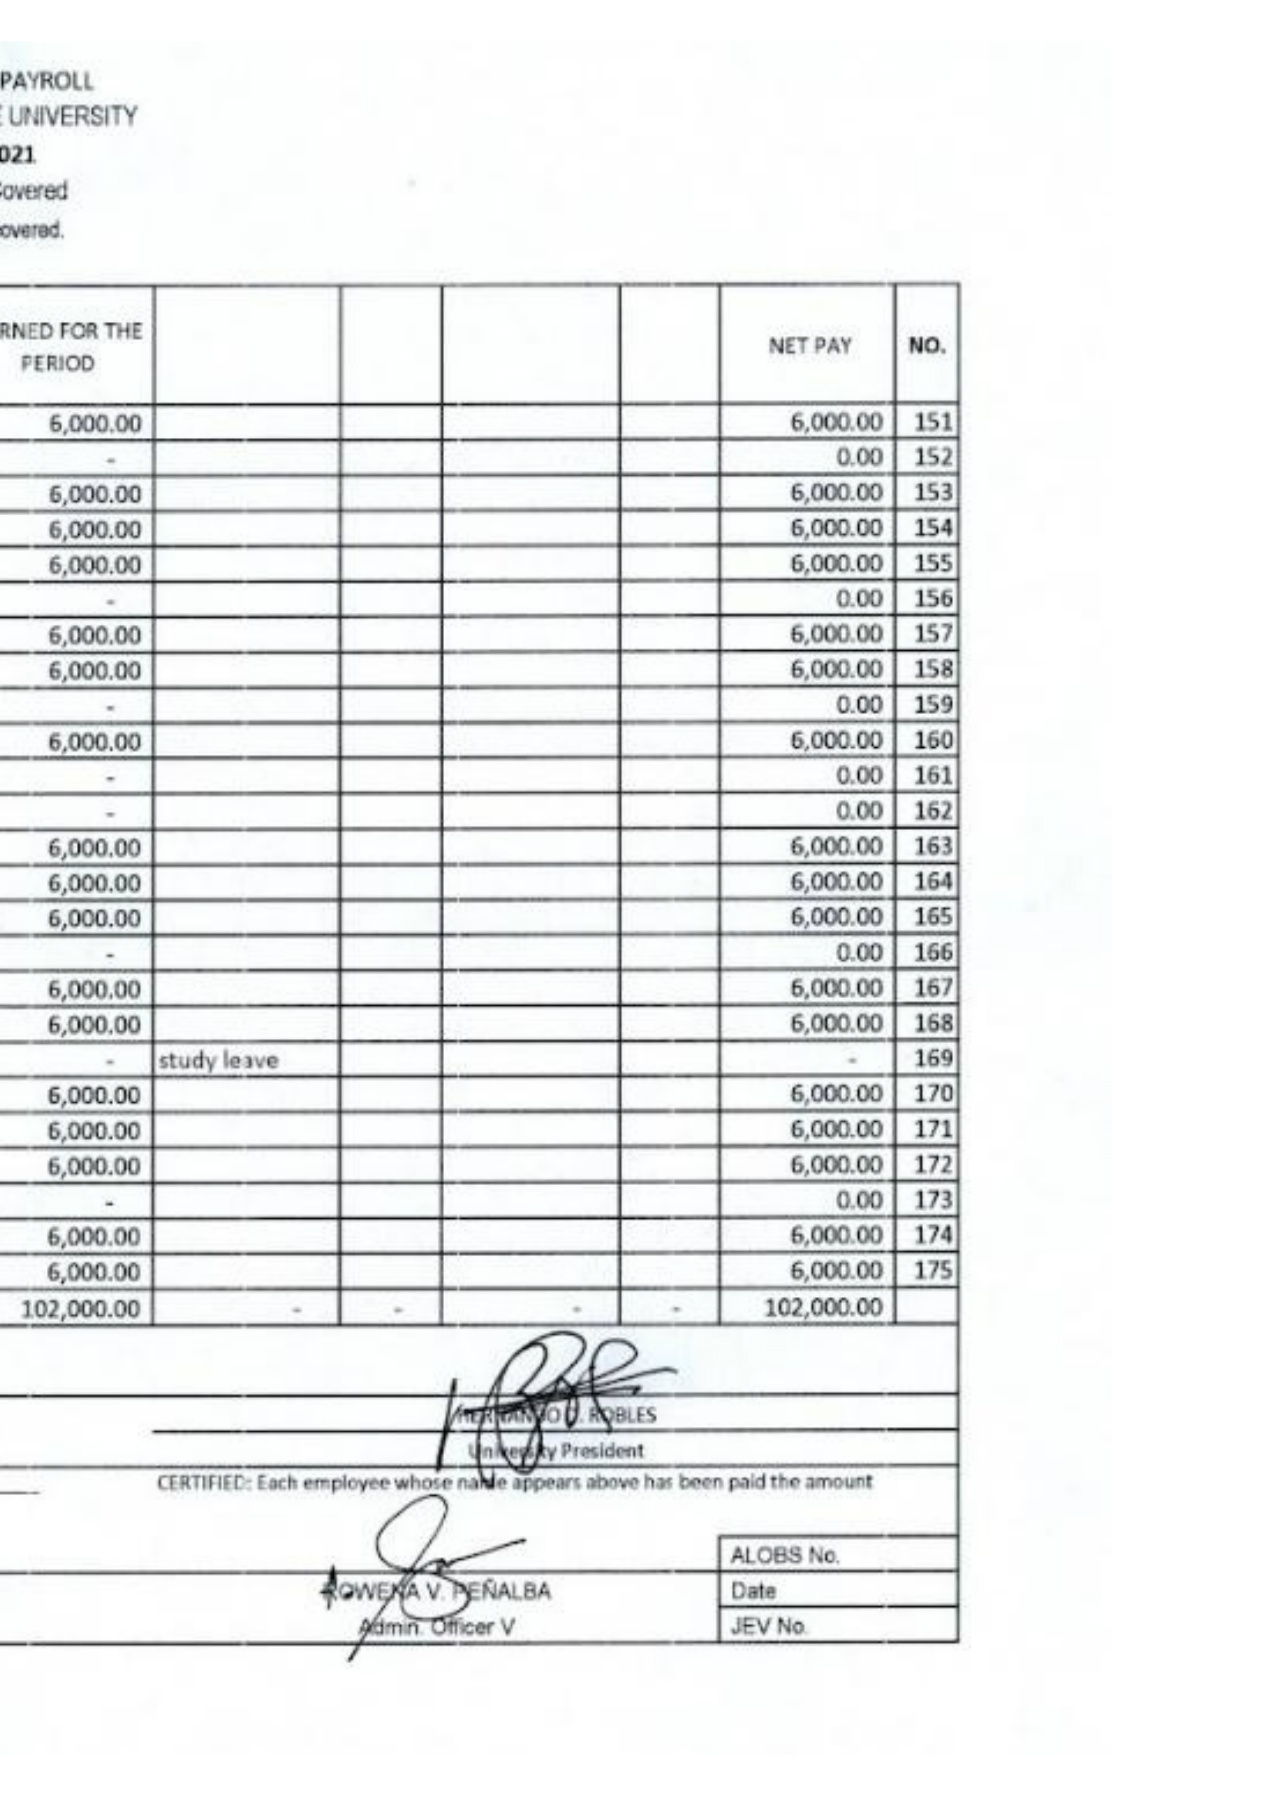 PAYROLL
E UNIVERSITY
021
Covered
overed.
RNED FOR THE PERIOD NET PAY NO.
6,000.00 6,000.00 151
- 0.00 152
6,000.00 6,000.00 153
6,000.00 6,000.00 154
6,000.00 6,000.00 155
- 0.00 156
6,000.00 6,000.00 157
6,000.00 6,000.00 158
- 0.00 159
6,000.00 6,000.00 160
- 0.00 161
- 0.00 162
6,000.00 6,000.00 163
6,000.00 6,000.00 164
6,000.00 6,000.00 165
- 0.00 166
6,000.00 6,000.00 167
6,000.00 6,000.00 168
- study leave - 169
6,000.00 6,000.00 170
6,000.00 6,000.00 171
6,000.00 6,000.00 172
- 0.00 173
6,000.00 6,000.00 174
6,000.00 6,000.00 175
102,000.00 - - - - 102,000.00
HERNANDO D. ROBLES
University President
CERTIFIED: Each employee whose name appears above has been paid the amount
ALOBS No.
ROWENA V. PEÑALBA Date
Admin. Officer V JEV No.